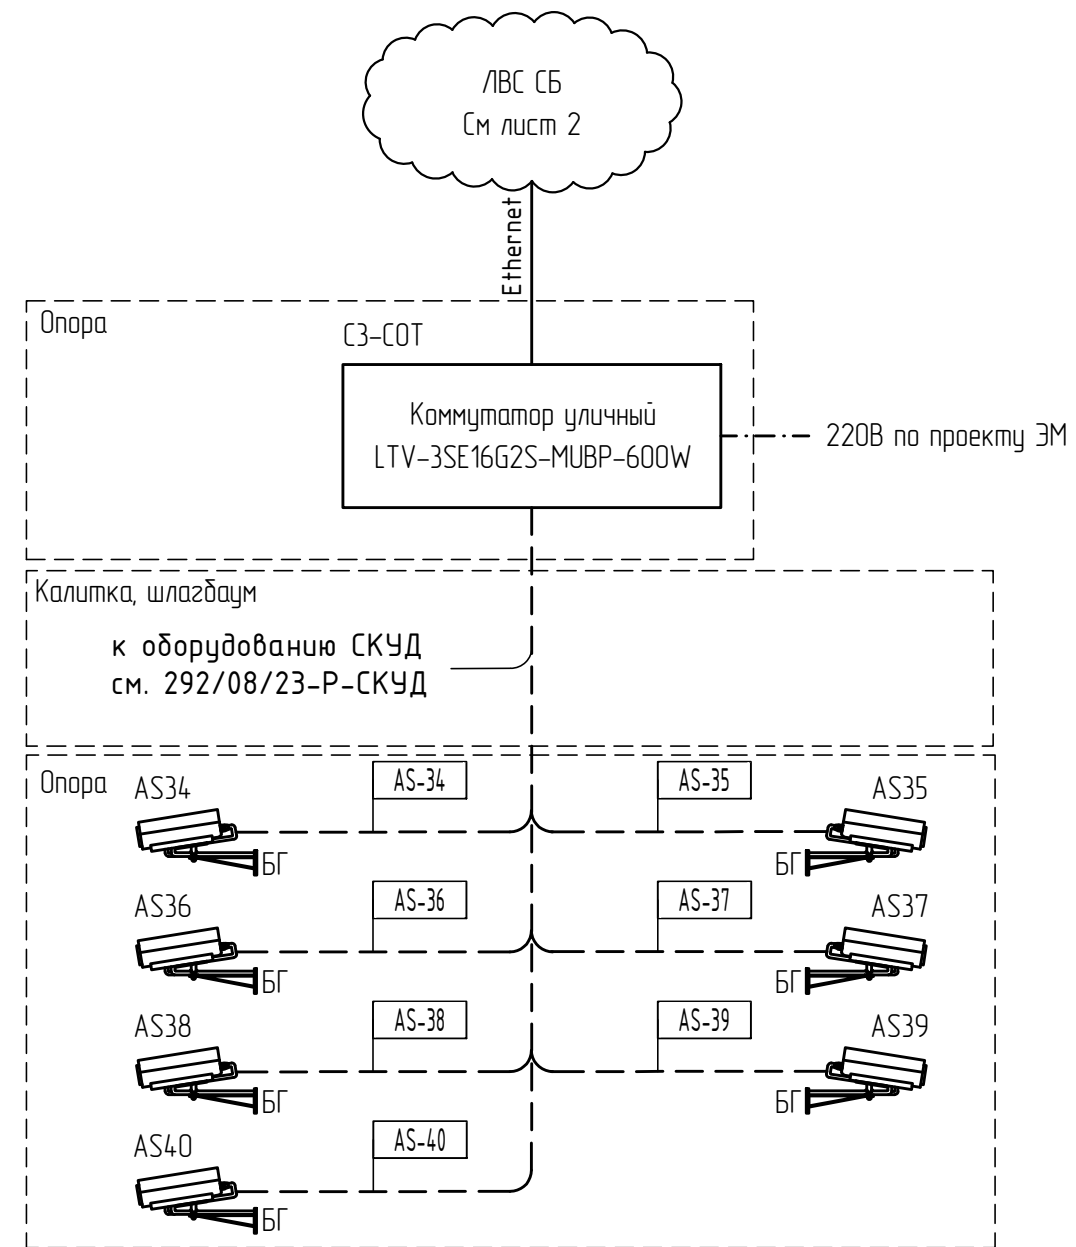 ЛВС СБ
См лист 2
Ethernet
Опора
С3-СОТ
Коммутатор уличный
LTV-3SE16G2S-MUBP-600W
220В по проекту ЭМ
Калитка, шлагбаум
к оборудованию СКУД
см. 292/08/23-Р-СКУД
Опора
AS34
AS-34
AS-35
AS35
БГ
БГ
AS36
AS-36
AS-37
AS37
БГ
БГ
AS38
AS-38
AS-39
AS39
БГ
БГ
AS40
AS-40
БГ